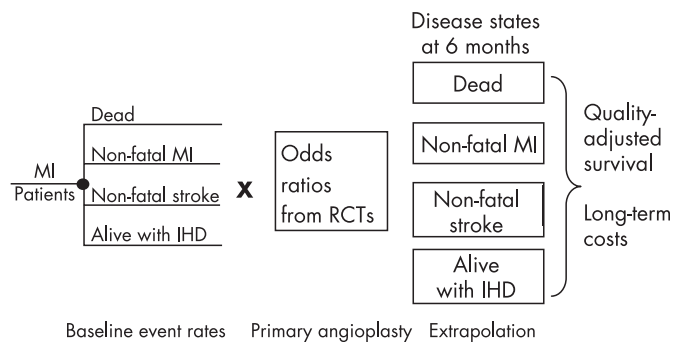 Disease states
at 6 months
MI
Patients
Dead
Non-fatal MI
Non-fatal stroke
Alive with IHD
x
Odds
ratios
from RCTs
Dead
Non-fatal MI
Non-fatal
stroke
Alive
with IHD
Quality-
adjusted
survival
Long-term
costs
Baseline event rates
Primary angioplasty
Extrapolation